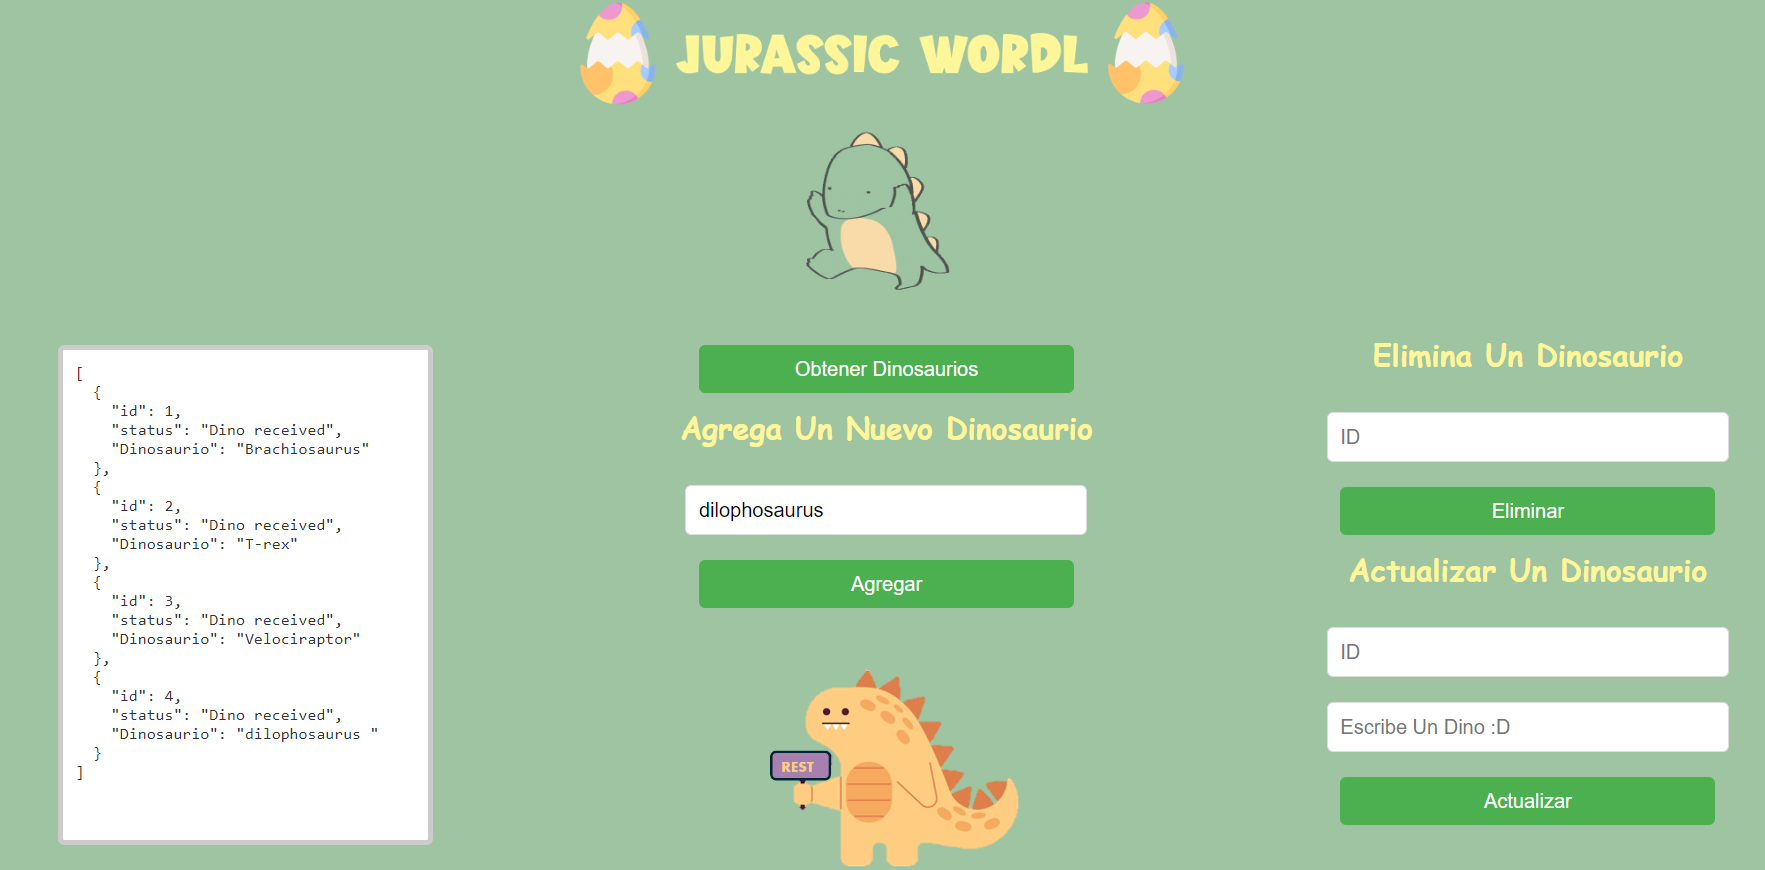 JURASSIC WORDL
[
  {
    "id": 1,
    "status": "Dino received",
    "Dinosaurio": "Brachiosaurus"
  },
  {
    "id": 2,
    "status": "Dino received",
    "Dinosaurio": "T-rex"
  },
  {
    "id": 3,
    "status": "Dino received",
    "Dinosaurio": "Velociraptor"
  },
  {
    "id": 4,
    "status": "Dino received",
    "Dinosaurio": "dilophosaurus "
  }
]
Obtener Dinosaurios
Agrega Un Nuevo Dinosaurio
dilophosaurus
Agregar
REST
Elimina Un Dinosaurio
ID
Eliminar
Actualizar Un Dinosaurio
ID
Escribe Un Dino :D
Actualizar